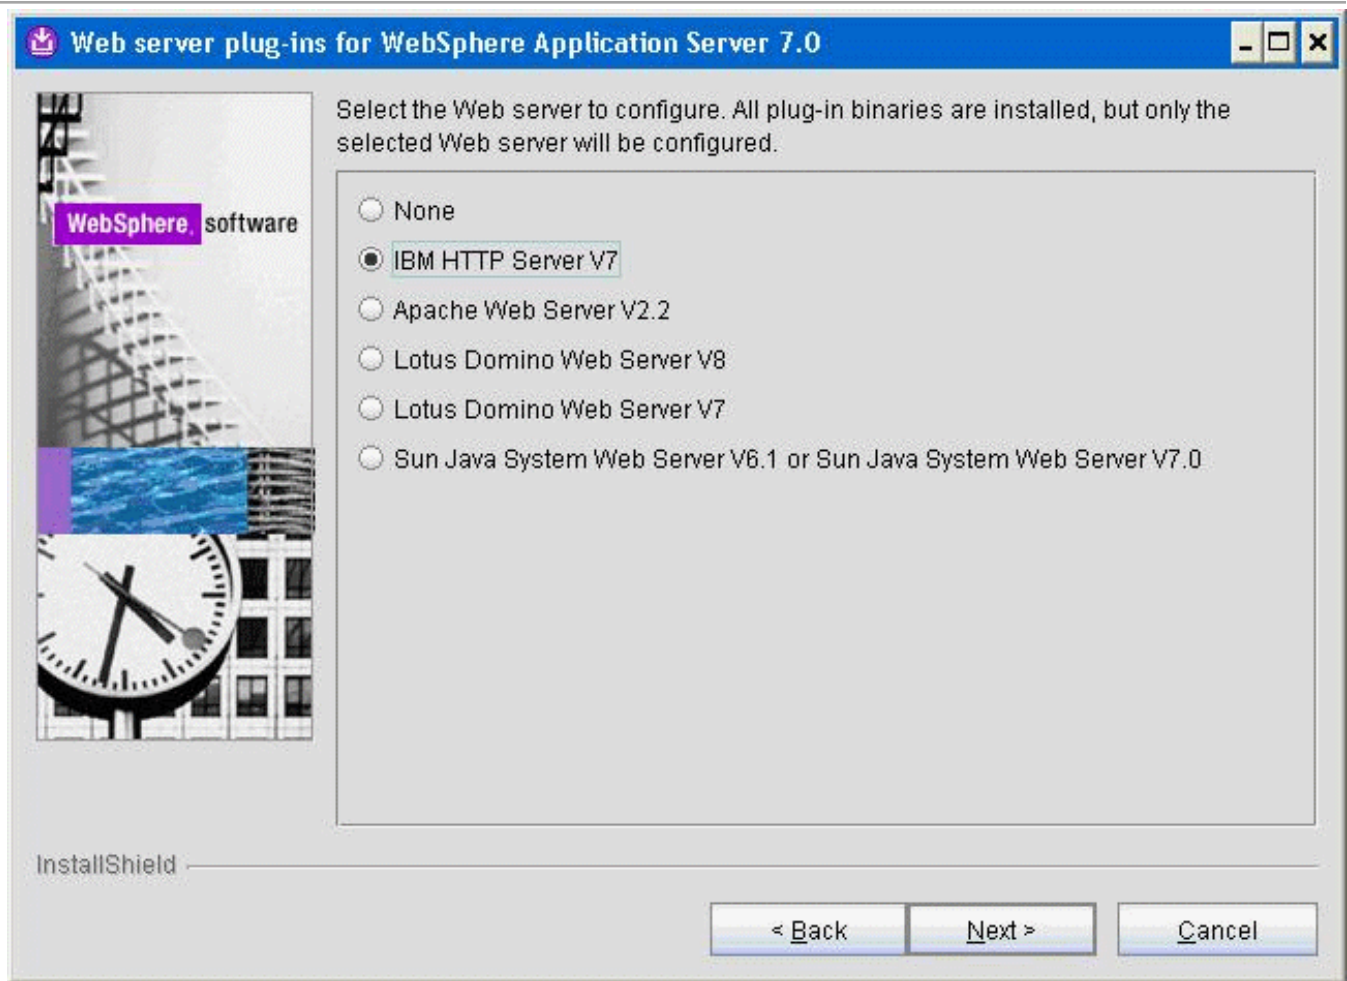 Web server plug-ins for WebSphere Application Server 7.0
Select the Web server to configure. All plug-in binaries are installed, but only the
selected Web server will be configured.
WebSphere. software
None
IBM HTTP Server V7
Apache Web Server V2.2
Lotus Domino Web Server V8
Lotus Domino Web Server V7
Sun Java System Web Server V6.1 or Sun Java System Web Server V7.0
InstallShield
< Back
Next >
Cancel